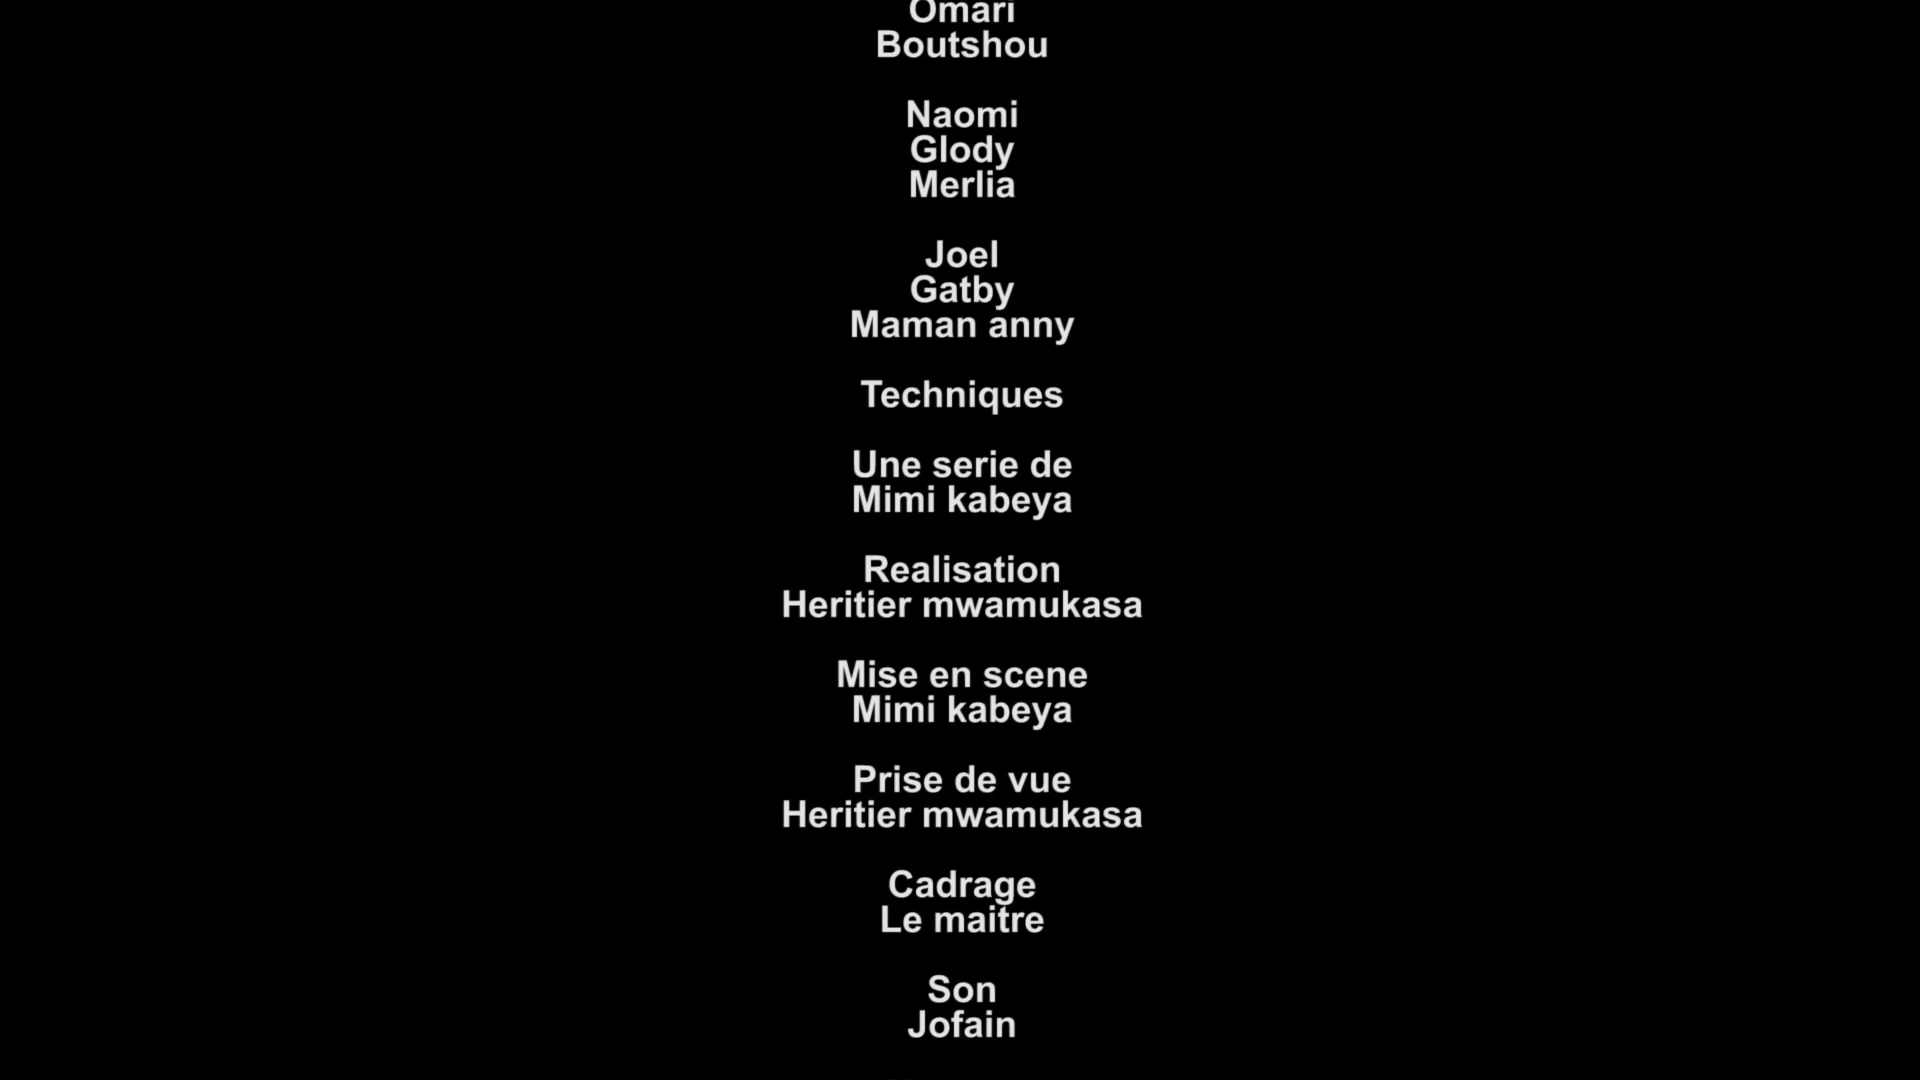 Omari
Boutshou
Naomi
Glody
Merlia
Joel
Gatby
Maman anny
Techniques
Une serie de
Mimi kabeya
Realisation
Heritier mwamukasa
Mise en scene
Mimi kabeya
Prise de vue
Heritier mwamukasa
Cadrage
Le maitre
Son
Jofain